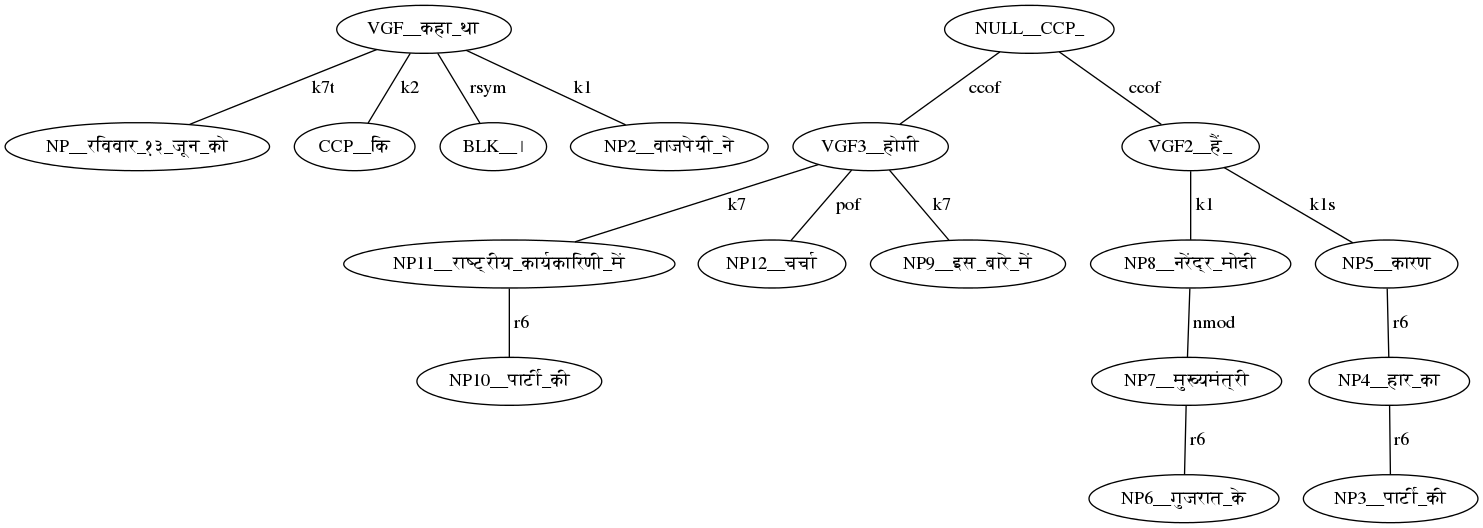 VGF__कहा_था
NULL__CCP_
k7t
k2
rsym
k1
ccof
ccof
NP__रविवार_१३_जून_को
CCP__कि
BLK__।
NP2__वाजपेयी_ने
VGF3__होगी
VGF2__हैं_
k7
pof
k7
k1
k1s
NP11__राष्ट्रीय_कार्यकारिणी_में
NP12__चर्चा
NP9__इस_बारे_में
NP8__नरेंद्र_मोदी
NP5__कारण
r6
nmod
r6
NP10__पार्टी_की
NP7__मुख्यमंत्री
NP4__हार_का
r6
r6
NP6__गुजरात_के
NP3__पार्टी_की